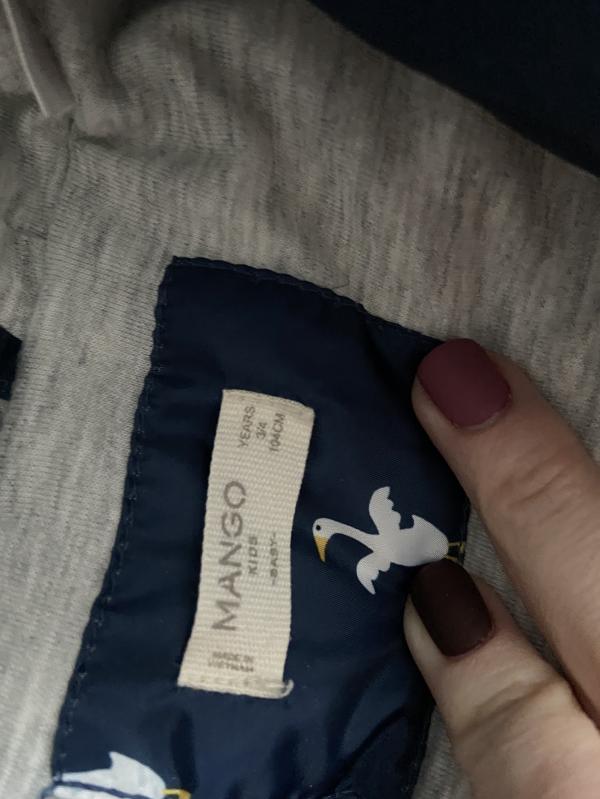 MANGO
KIDS
-BABY-
YEARS
3/4
104CM
MADE IN
VIETNAM